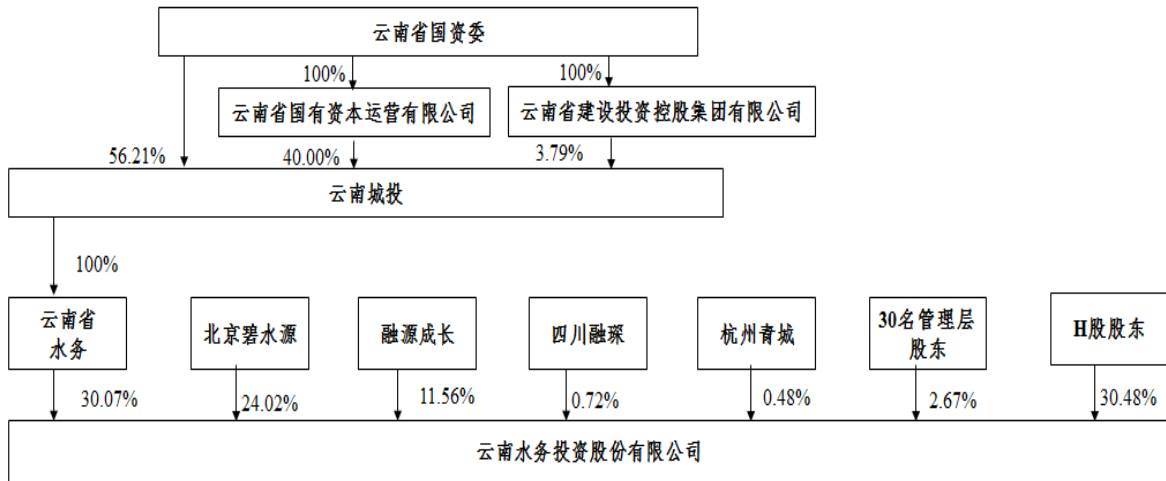 云南省国资委
100%
100%
云南省国有资本运营有限公司
云南省建设投资控股集团有限公司
56.21%
40.00%
3.79%
云南城投
100%
云南省
水务
北京碧水源
融源成长
四川融琛
杭州青城
30名管理层
股东
H股股东
30.07%
24.02%
11.56%
0.72%
0.48%
2.67%
30.48%
云南水务投资股份有限公司